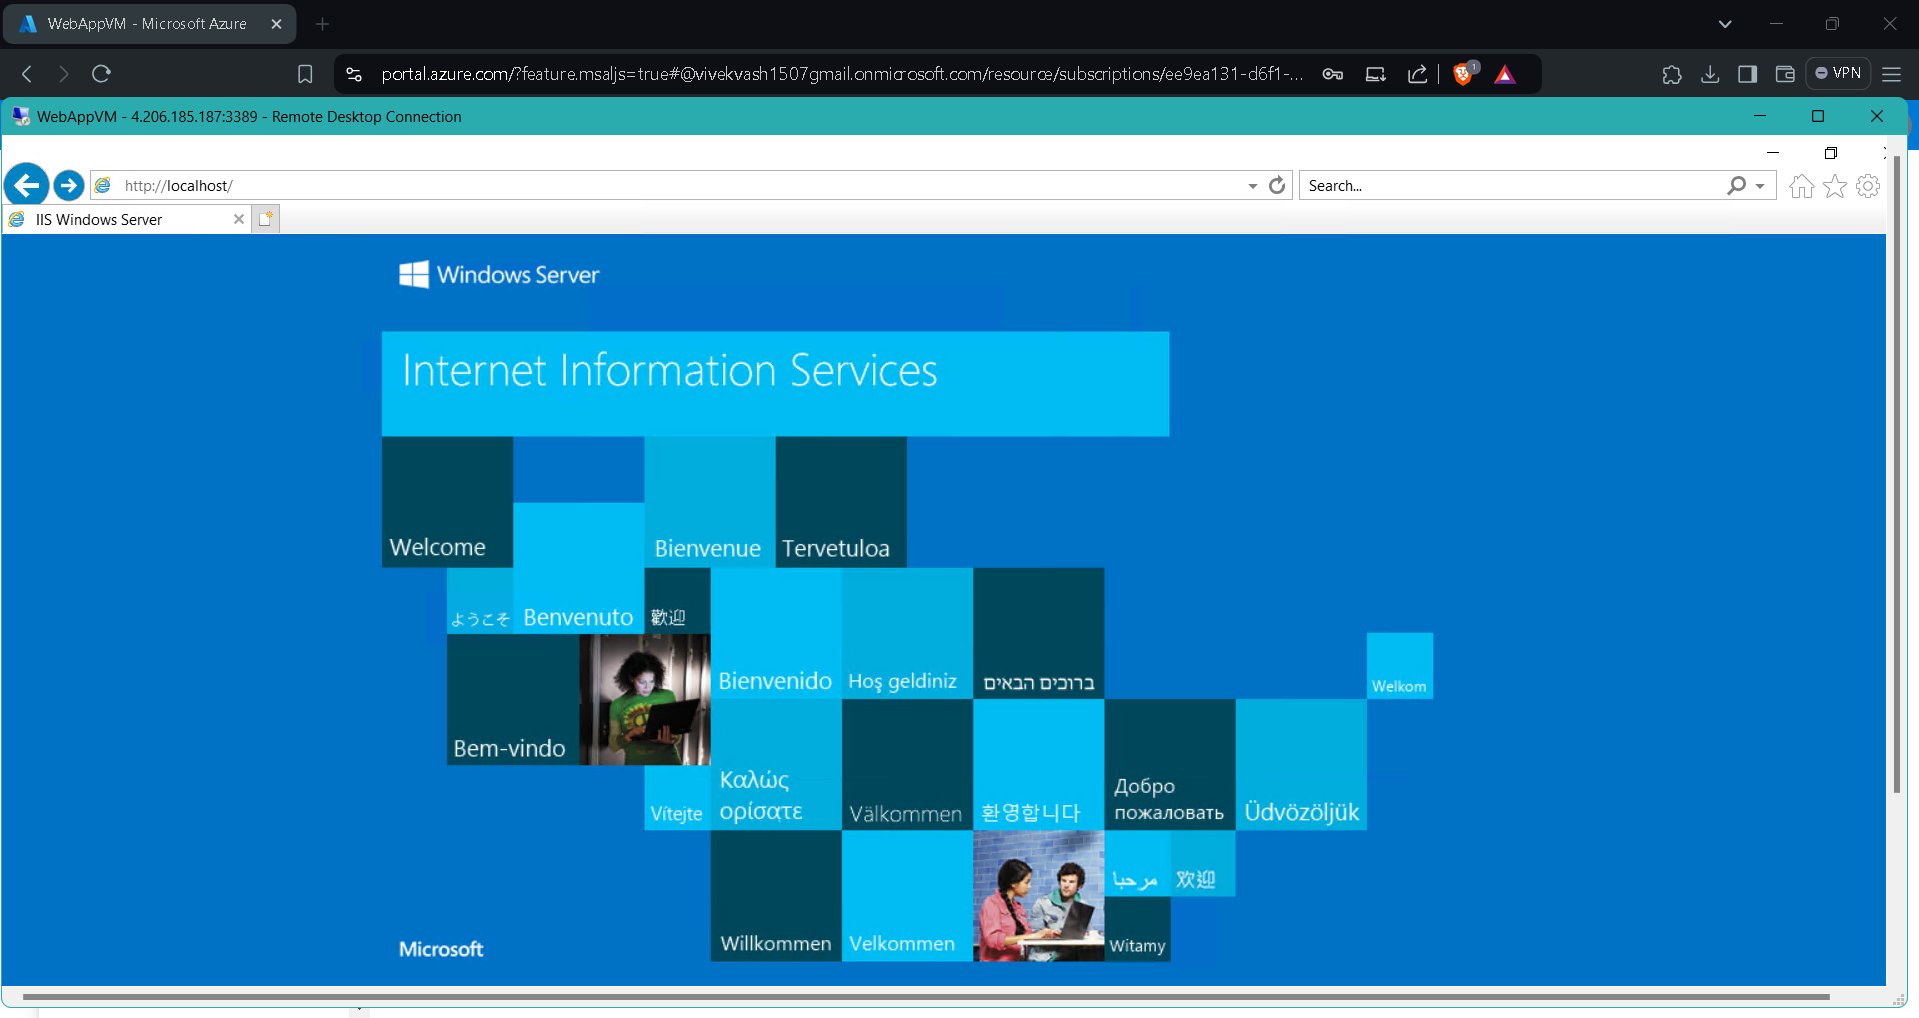 WebAppVM - Microsoft Azure
portal.azure.com/?feature.msaljs=true#@vivekvash1507gmail.onmicrosoft.com/resource/subscriptions/ee9ea131-d6f1-...
1
VPN
WebAppVM - 4.206.185.187:3389 - Remote Desktop Connection
http://localhost/
Search...
IIS Windows Server
Windows Server
Internet Information Services
Welcome
Bienvenue
Tervetuloa
ようこそ
Benvenuto
歡迎
Bienvenido
Hoş geldiniz
ברוכים הבאים
Welkom
Bem-vindo
Vítejte
Καλώς
ορίσατε
Välkommen
환영합니다
Добро
пожаловать
Üdvözöljük
مرحبا
欢迎
Willkommen
Velkommen
Witamy
Microsoft